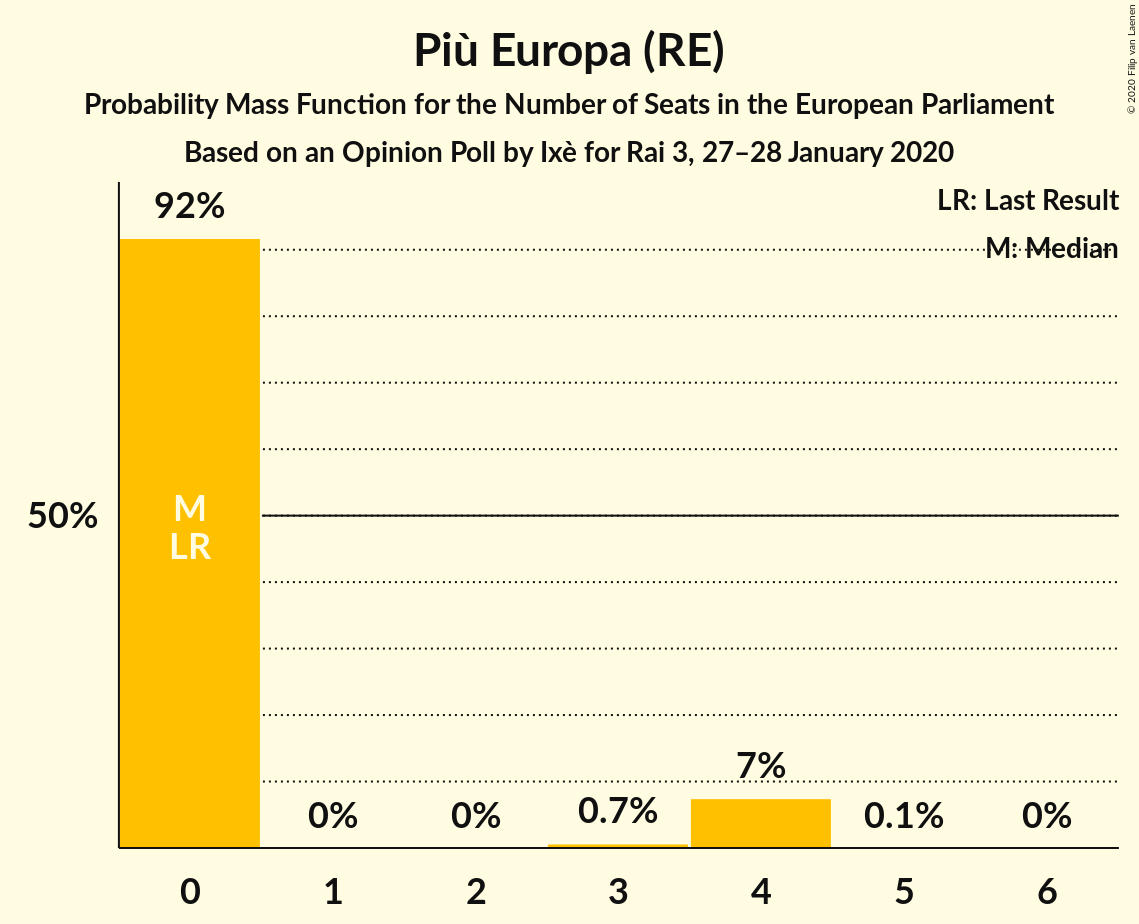 Più Europa (RE)
Probability Mass Function for the Number of Seats in the European Parliament
Based on an Opinion Poll by Ixè for Rai 3, 27–28 January 2020
© 2020 Filip van Laenen
LR: Last Result
M: Median
92%
50%
M
LR
0%
0%
0.7%
7%
0.1%
0%
0
1
2
3
4
5
6